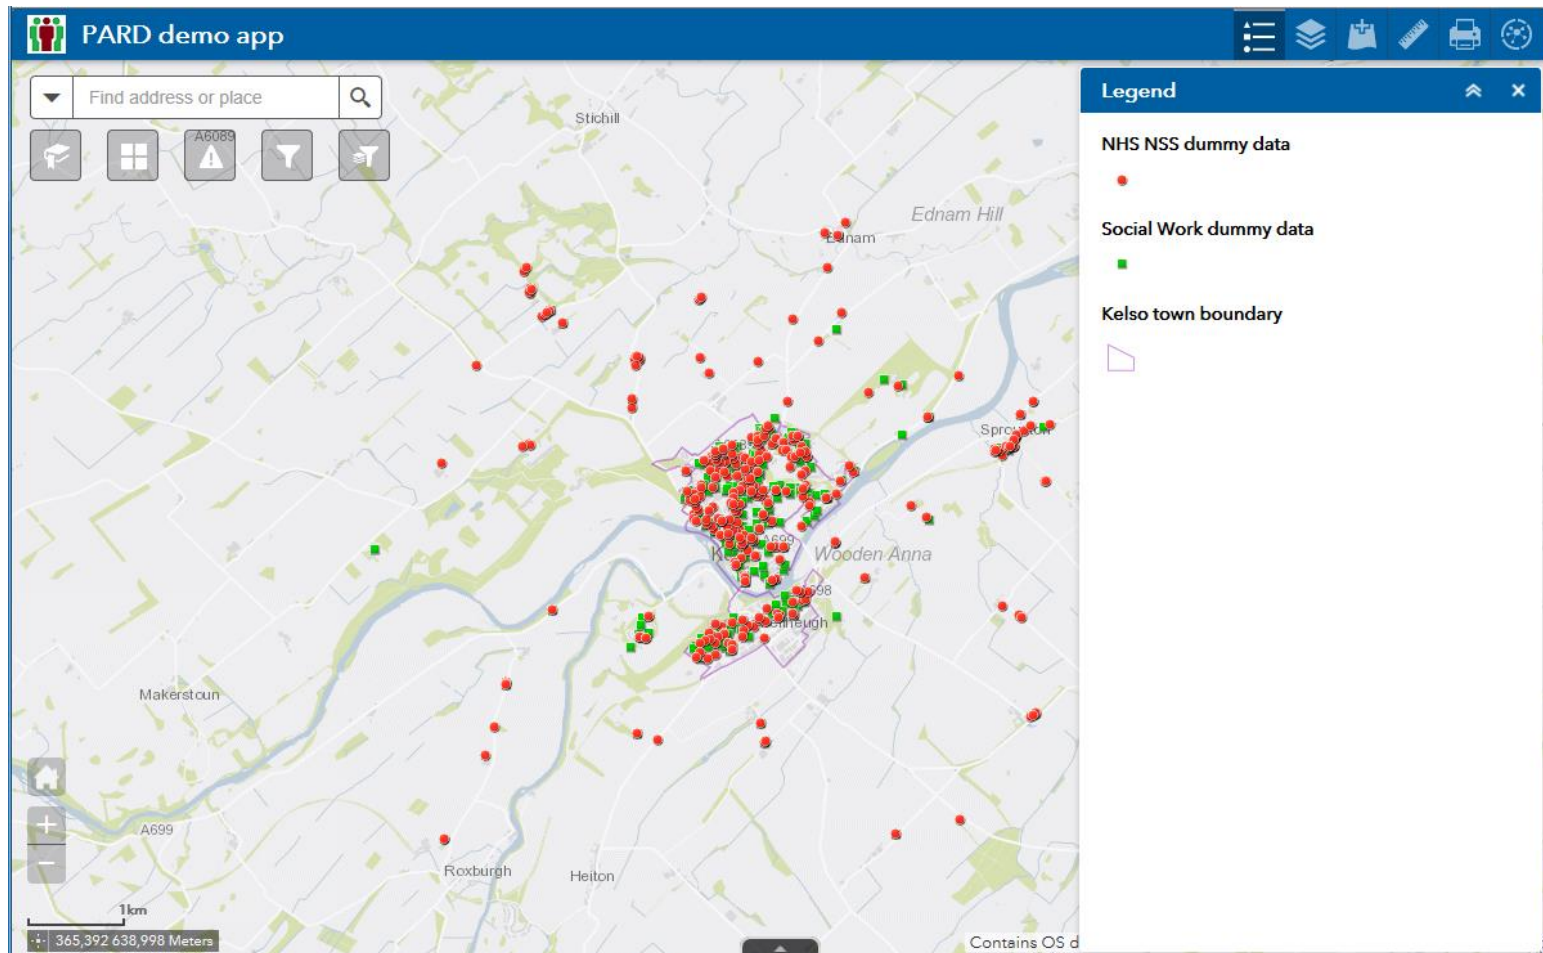 PARD demo app
Find address or place
Legend
A6089
Stichill
NHS NSS dummy data
Ednam Hill
Ednam
Social Work dummy data
Kelso town boundary
A699
Wooden Anna
Makerstoun
A699
Roxburgh
Heiton
1km
365,392 638,998 Meters
Contains OS d